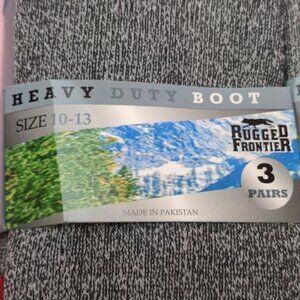 HEAVY DUTY BOOT
SIZE 10-13
RUGGED
FRONTIER
3
PAIRS
MADE IN PAKISTAN